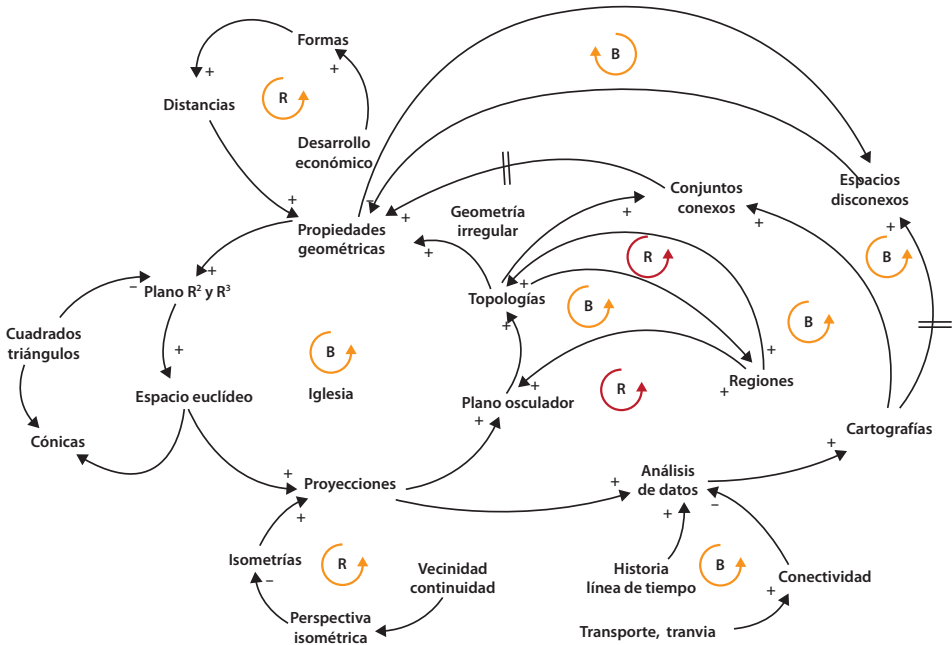 Formas
B
+
+
R
Distancias
Desarrollo
económico
Espacios
disconexos
Conjuntos
conexos
Geometría
irregular
+
–
+
+
+
+
Propiedades
geométricas
+
R
B
+
–
Plano R² y R³
Topologías
+
+
B
B
Cuadrados
triángulos
+
B
+
Iglesia
Regiones
+
+
R
Espacio euclídeo
Plano osculador
+
Cónicas
Cartografías
+
+
Proyecciones
Análisis
de datos
+
+
–
+
Isometrías
R
Vecinidad
continuidad
Historia
línea de tiempo
B
Conectividad
–
+
Perspectiva
isométrica
Transporte, tranvia